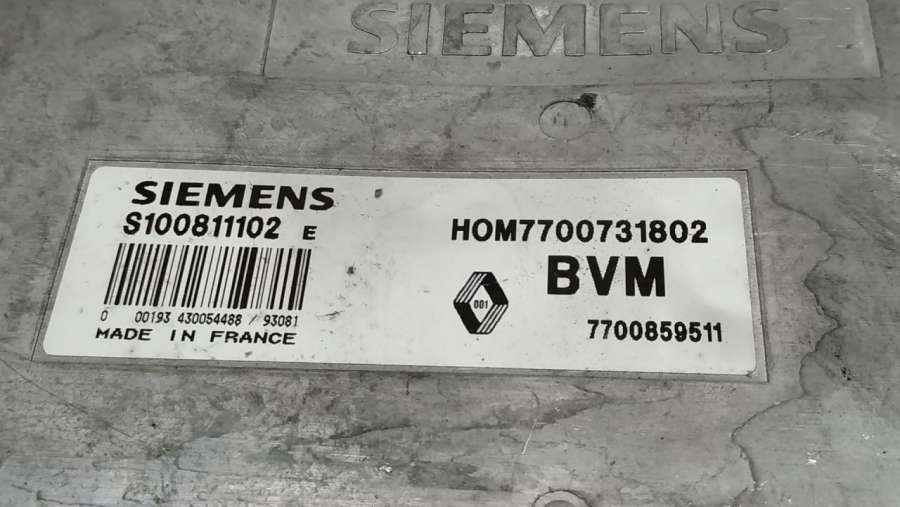 SIEMENS
SIEMENS
S100811102 E
0 00193 430054488 / 93081
MADE IN FRANCE
HOM7700731802
BVM
001
7700859511